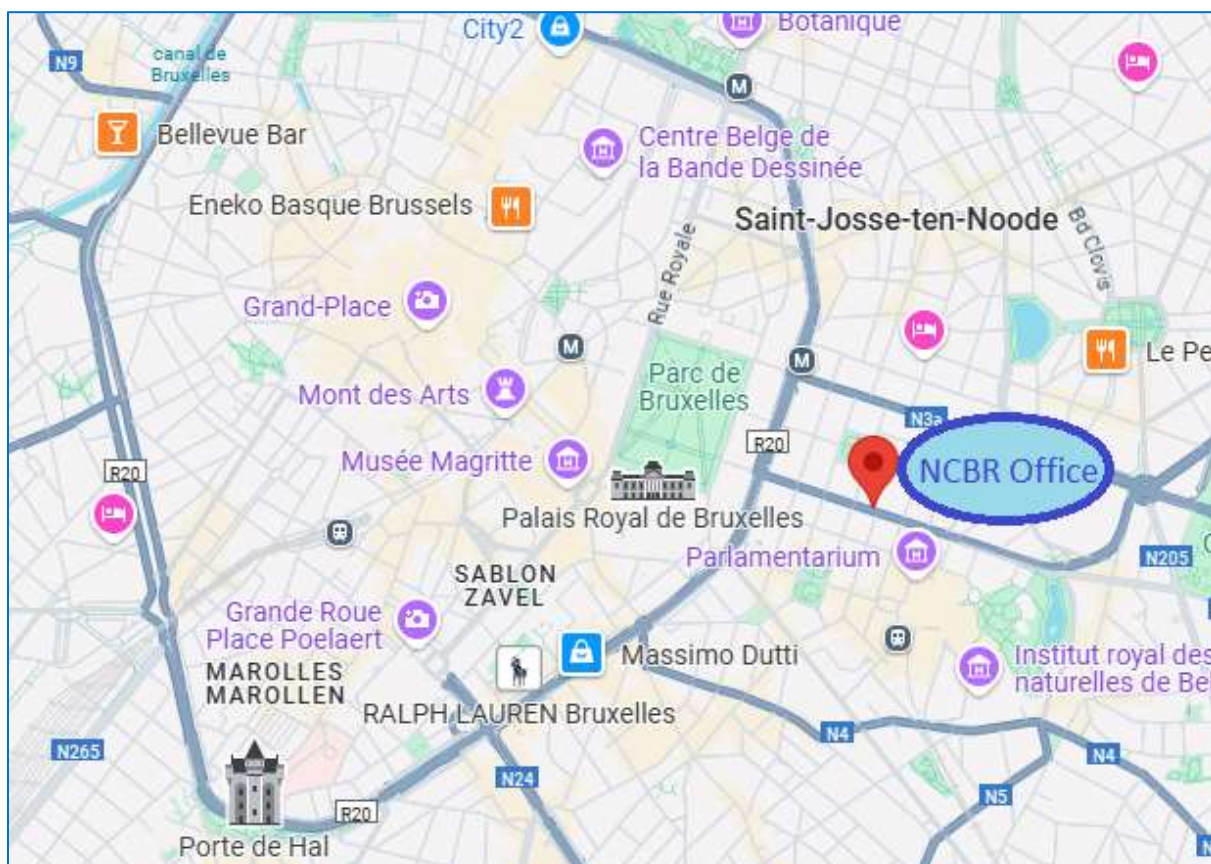 City2
Botanique
N9
canal de
Bruxelles
M
Bellevue Bar
Centre Belge de
la Bande Dessinée
Eneko Basque Brussels
Saint-Josse-ten-Noode
Bd Clovis
Rue Royale
Grand-Place
M
M
Le Pe
Parc de
Bruxelles
Mont des Arts
N3a
R20
Musée Magritte
NCBR Office
R20
Palais Royal de Bruxelles
Parlamentarium
N205
SABLON
ZAVEL
Grande Roue
Place Poelaert
Massimo Dutti
Institut royal des
naturelles de Bel
MAROLLES
MAROLLEN
RALPH LAUREN Bruxelles
N4
N265
N24
N4
N5
R20
Porte de Hal